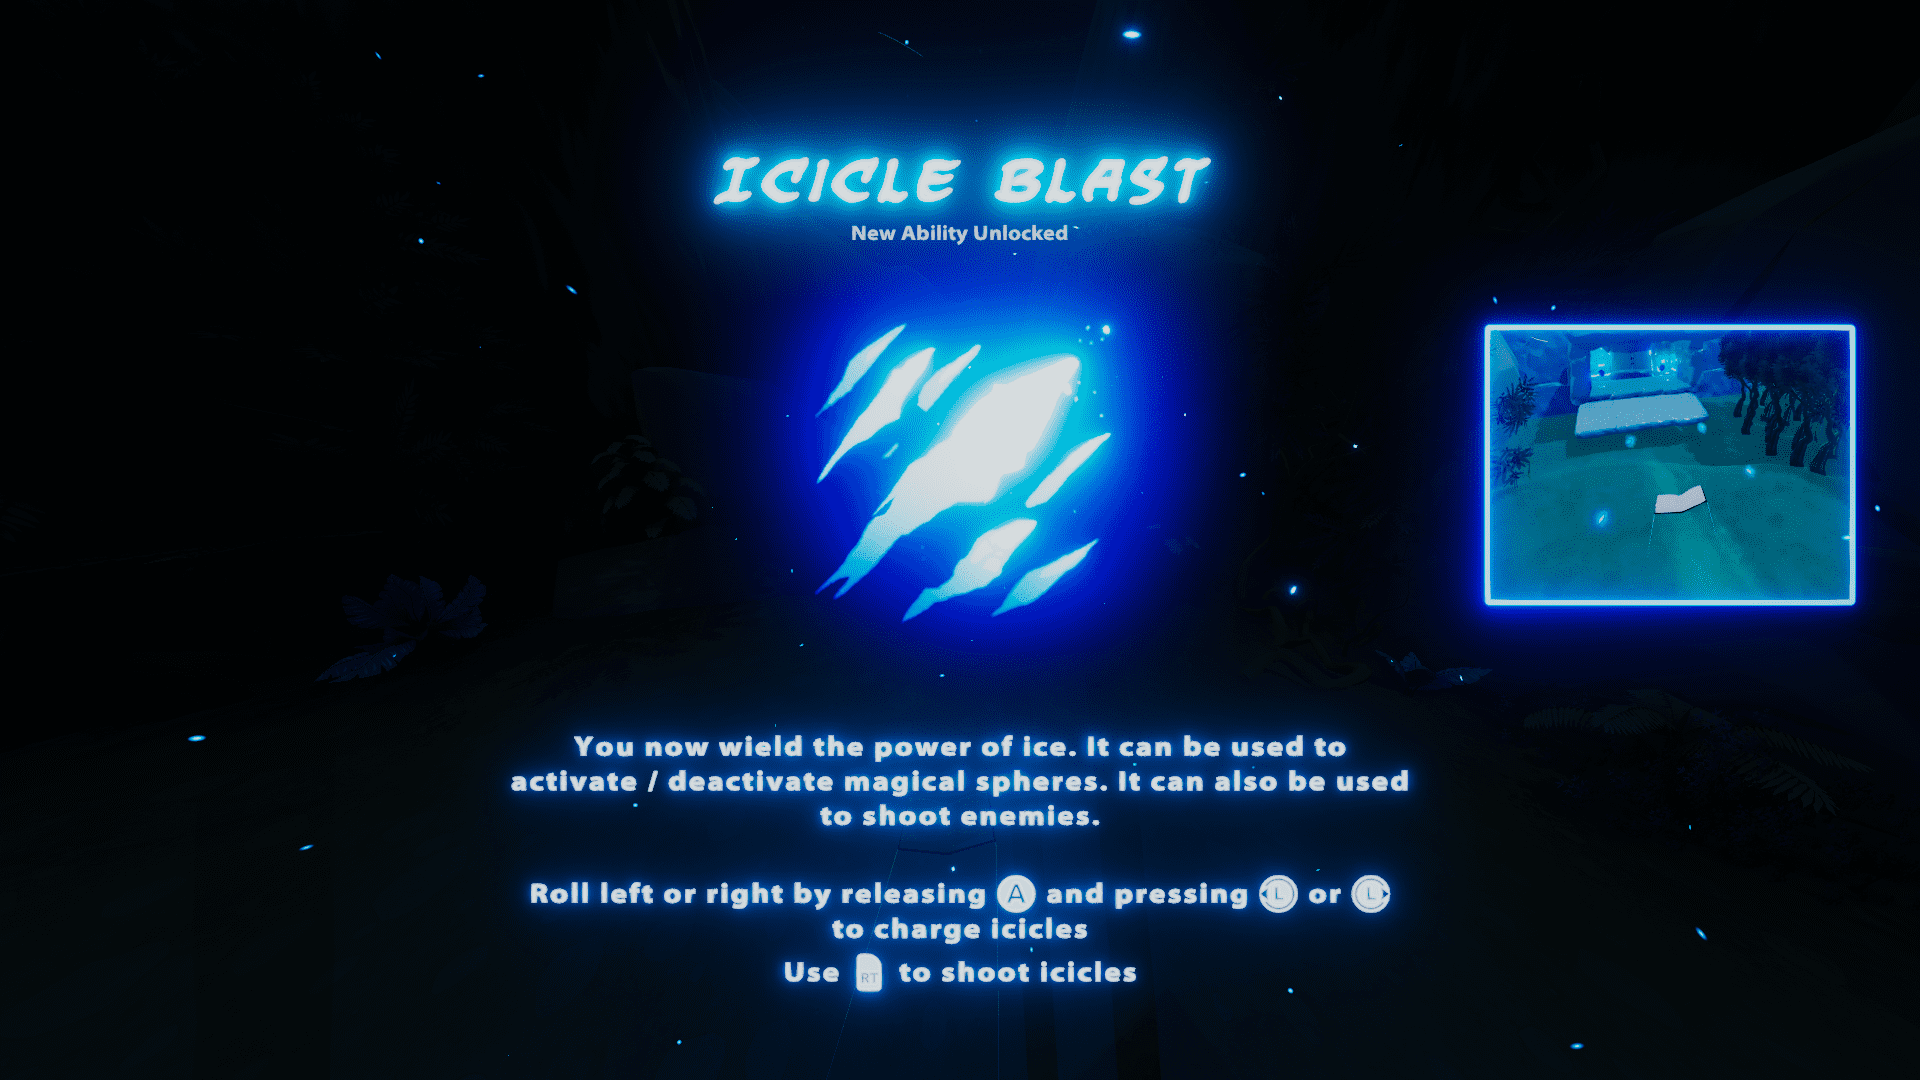 ICICLE BLAST
New Ability Unlocked
You now wield the power of ice. It can be used to
activate / deactivate magical spheres. It can also be used
to shoot enemies.
Roll left or right by releasing A and pressing L or L
to charge icicles
Use RT to shoot icicles